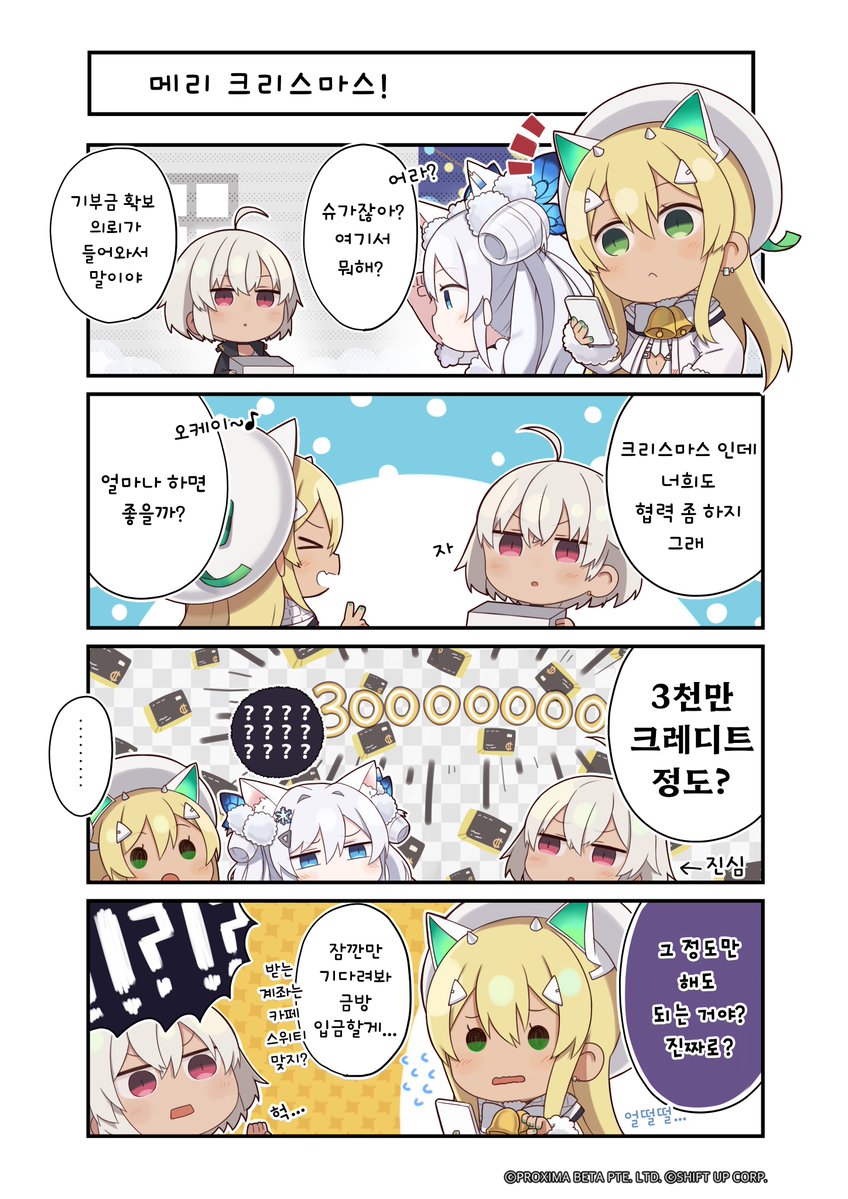 메리 크리스마스!
어라?
슈가잖아?
여기서
뭐해?
기부금 확보
의뢰가
들어와서
말이야
크리스마스 인데
너희도
협력 좀 하지
그래
자
오케이~♪
얼마나 하면
좋을까?
3천만
크레디트
정도?
←진심
30000000
? ? ? ?
? ? ? ?
? ? ? ?
.........
그 정도만
해도
되는 거야?
진짜로?
얼떨떨...
잠깐만
기다려봐
금방
입금할게...
받는
계좌는
카페
스위티
맞지?
!?!?
헉...
©PROXIMA BETA PTE. LTD. ©SHIFT UP CORP.